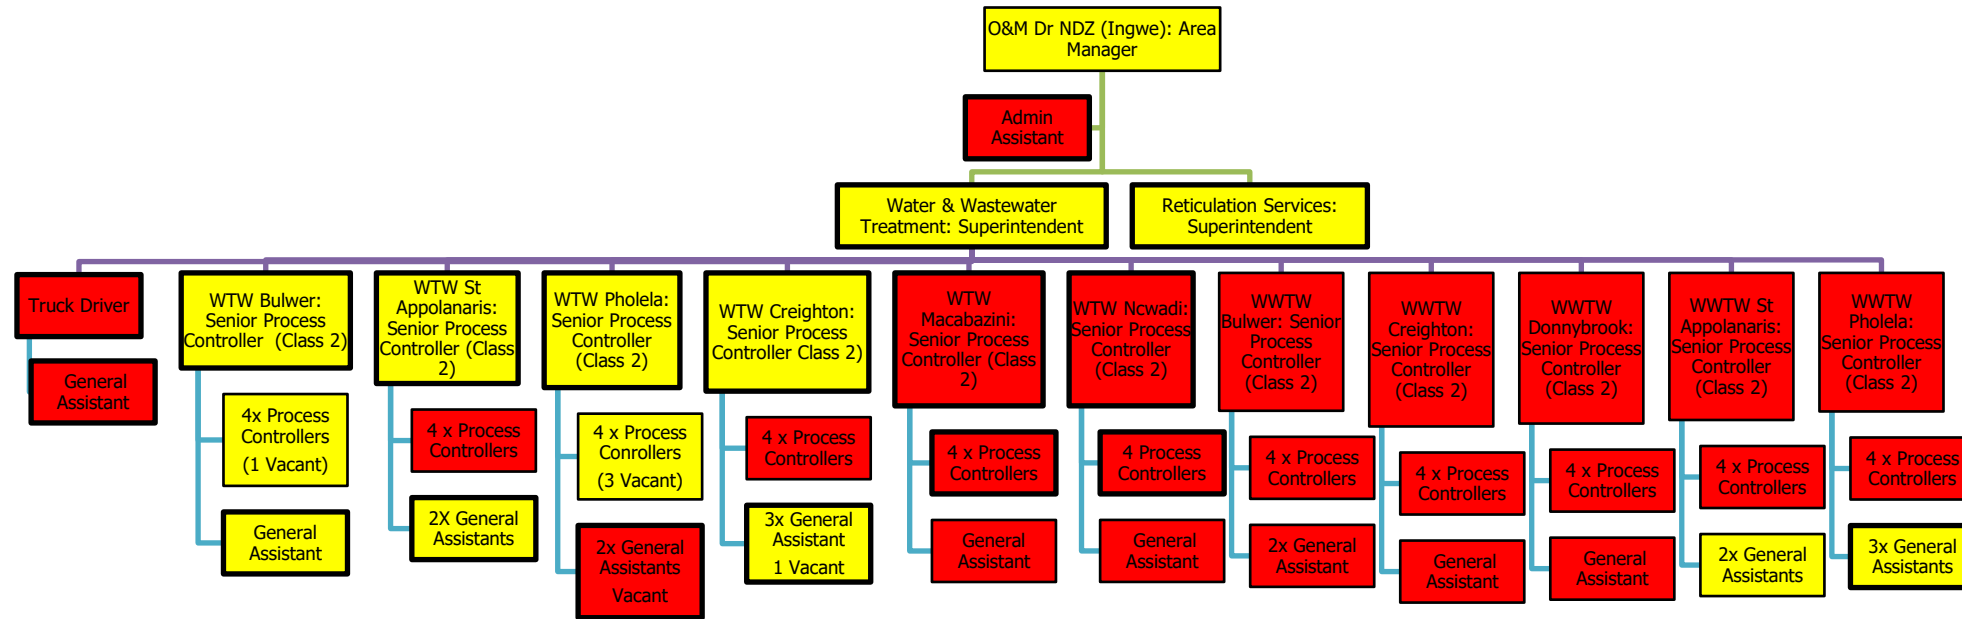 O&M Dr NDZ (Ingwe): Area
Manager
Admin
Assistant
Water & Wastewater
Treatment: Superintendent
Reticulation Services:
Superintendent
Truck Driver
General
Assistant
WTW Bulwer:
Senior Process
Controller (Class 2)
4x Process
Controllers
(1 Vacant)
General
Assistant
WTW St
Appolanaris:
Senior Process
Controller (Class
2)
4 x Process
Controllers
2X General
Assistants
WTW Pholela:
Senior Process
Controller
(Class 2)
4 x Process
Conrollers
(3 Vacant)
2x General
Assistants
Vacant
WTW Creighton:
Senior Process
Controller Class 2)
4 x Process
Controllers
3x General
Assistant
1 Vacant
WTW
Macabazini:
Senior Process
Controller (Class
2)
4 x Process
Controllers
General
Assistant
WTW Ncwadi:
Senior Process
Controller
(Class 2)
4 Process
Controllers
General
Assistant
WWTW
Bulwer: Senior
Process
Controller
(Class 2)
4 x Process
Controllers
2x General
Assistant
WWTW
Creighton:
Senior Process
Controller
(Class 2)
4 x Process
Controllers
General
Assistant
WWTW
Donnybrook:
Senior Process
Controller
(Class 2)
4 x Process
Controllers
General
Assistant
WWTW St
Appolanaris:
Senior Process
Controller
(Class 2)
4 x Process
Controllers
2x General
Assistants
WWTW
Pholela:
Senior Process
Controller
(Class 2)
4 x Process
Controllers
3x General
Assistants